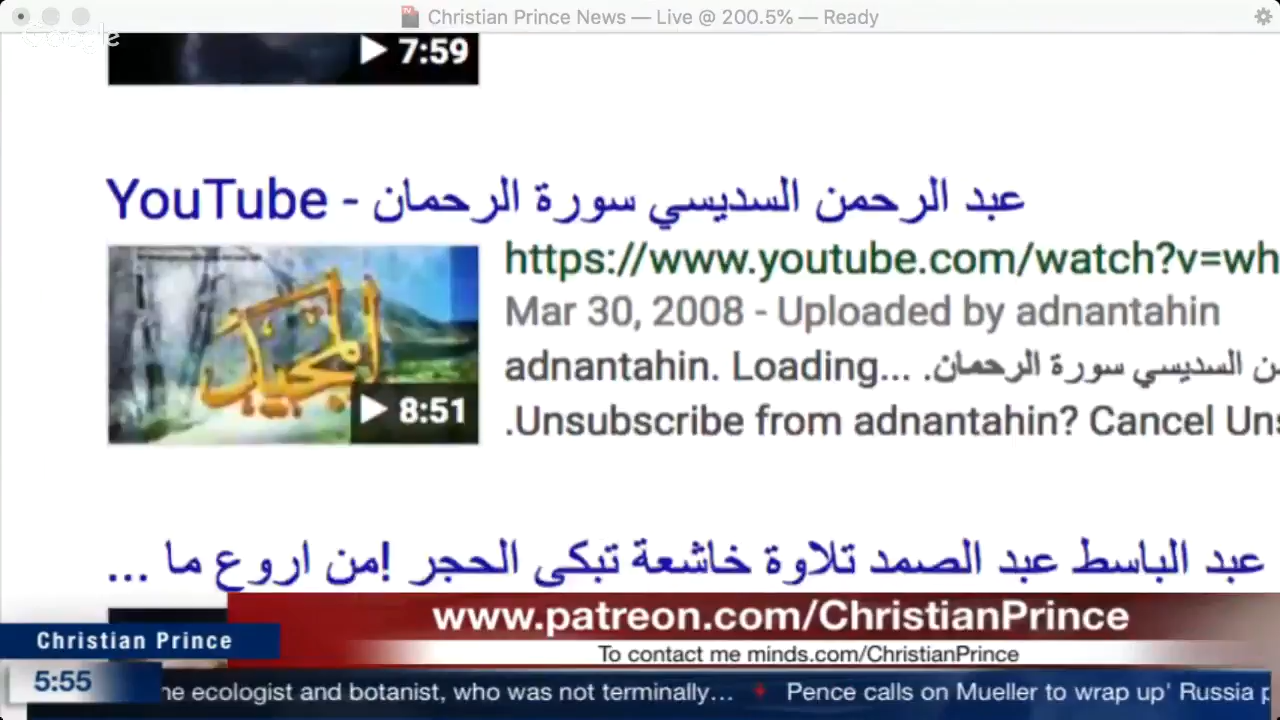 Christian Prince News — Live @ 200.5% — Ready
Google
7:59
عبد الرحمن السديسي سورة الرحمان - YouTube
https://www.youtube.com/watch?v=wh
Mar 30, 2008 - Uploaded by adnantahin
adnantahin. Loading... .من السديسي سورة الرحمان
.Unsubscribe from adnantahin? Cancel Uns
المجيد
8:51
عبد الباسط عبد الصمد تلاوة خاشعة تبكى الحجر !من اروع ما ...
www.patreon.com/ChristianPrince
To contact me minds.com/ChristianPrince
Christian Prince
5:55
he ecologist and botanist, who was not terminally... • Pence calls on Mueller to wrap up' Russia p